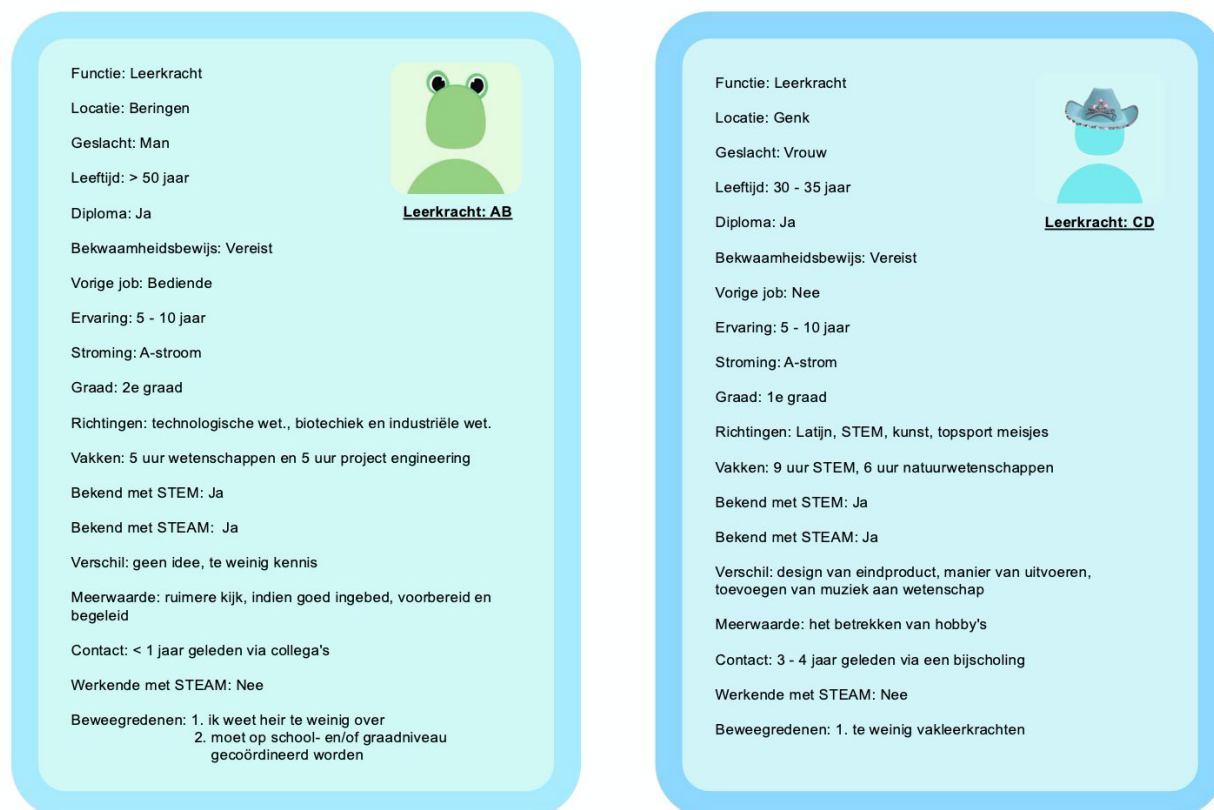 Functie: Leerkracht
Locatie: Beringen
Geslacht: Man
Leeftijd: > 50 jaar
Leerkracht: AB
Diploma: Ja
Bekwaamheidsbewijs: Vereist
Vorige job: Bediende
Ervaring: 5 - 10 jaar
Stroming: A-stroom
Graad: 2e graad
Richtingen: technologische wet., biotechiek en industriële wet.
Vakken: 5 uur wetenschappen en 5 uur project engineering
Bekend met STEM: Ja
Bekend met STEAM: Ja
Verschil: geen idee, te weinig kennis
Meerwaarde: ruimere kijk, indien goed ingebed, voorbereid en
begeleid
Contact: < 1 jaar geleden via collega's
Werkende met STEAM: Nee
Beweegredenen: 1. ik weet heir te weinig over
2. moet op school- en/of graadniveau
gecoördineerd worden
Functie: Leerkracht
Locatie: Genk
Geslacht: Vrouw
Leeftijd: 30 - 35 jaar
Leerkracht: CD
Diploma: Ja
Bekwaamheidsbewijs: Vereist
Vorige job: Nee
Ervaring: 5 - 10 jaar
Stroming: A-strom
Graad: 1e graad
Richtingen: Latijn, STEM, kunst, topsport meisjes
Vakken: 9 uur STEM, 6 uur natuurwetenschappen
Bekend met STEM: Ja
Bekend met STEAM: Ja
Verschil: design van eindproduct, manier van uitvoeren,
toevoegen van muziek aan wetenschap
Meerwaarde: het betrekken van hobby's
Contact: 3 - 4 jaar geleden via een bijscholing
Werkende met STEAM: Nee
Beweegredenen: 1. te weinig vakleerkrachten